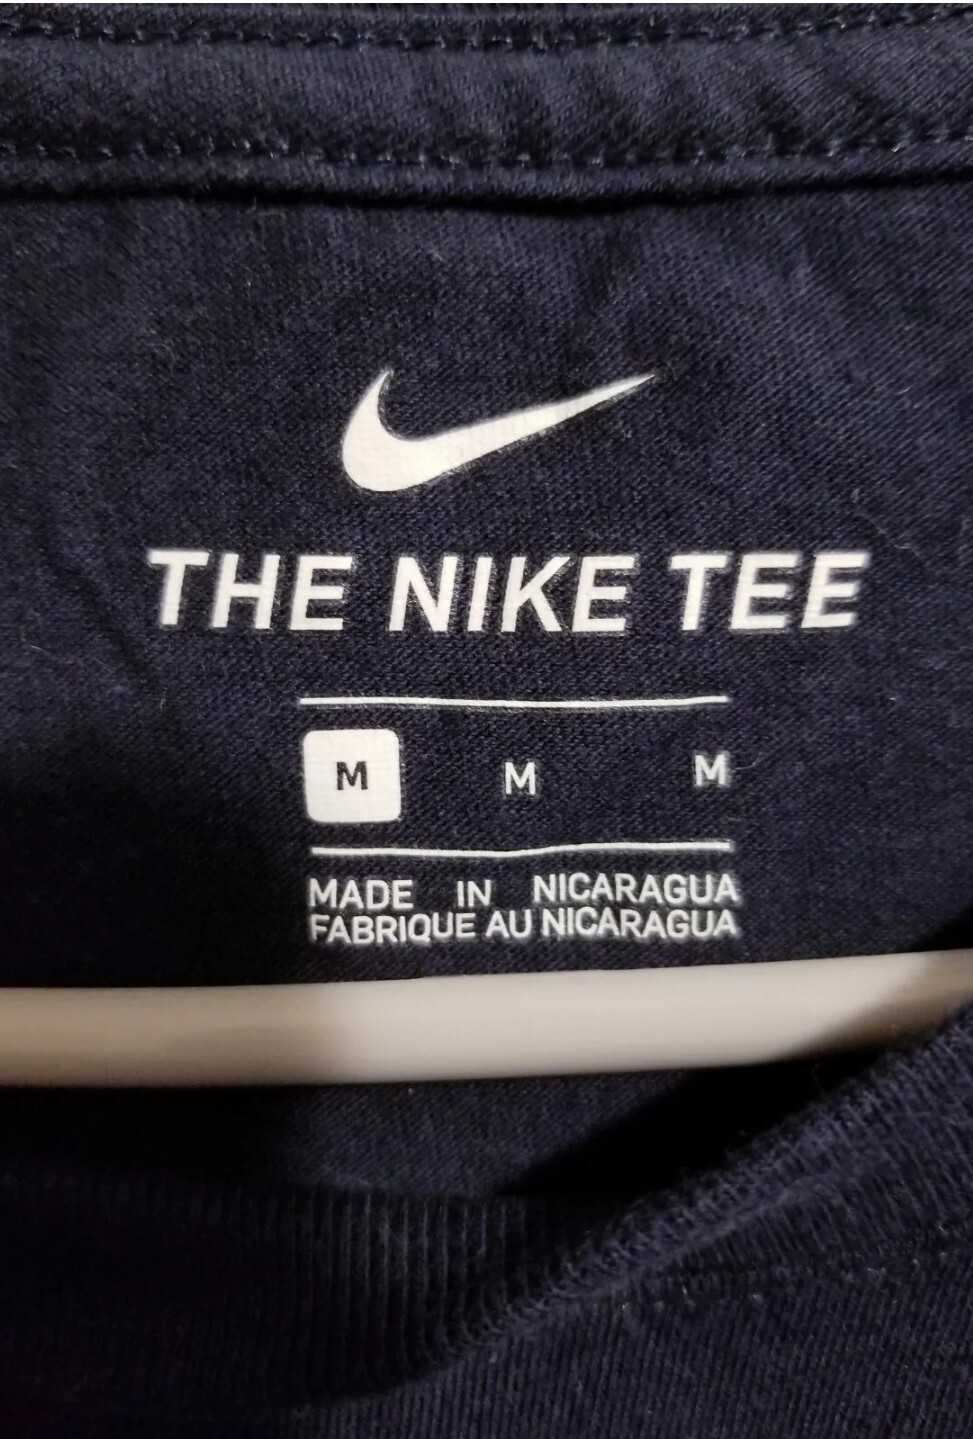 THE NIKE TEE
M M M
MADE IN NICARAGUA
FABRIQUE AU NICARAGUA